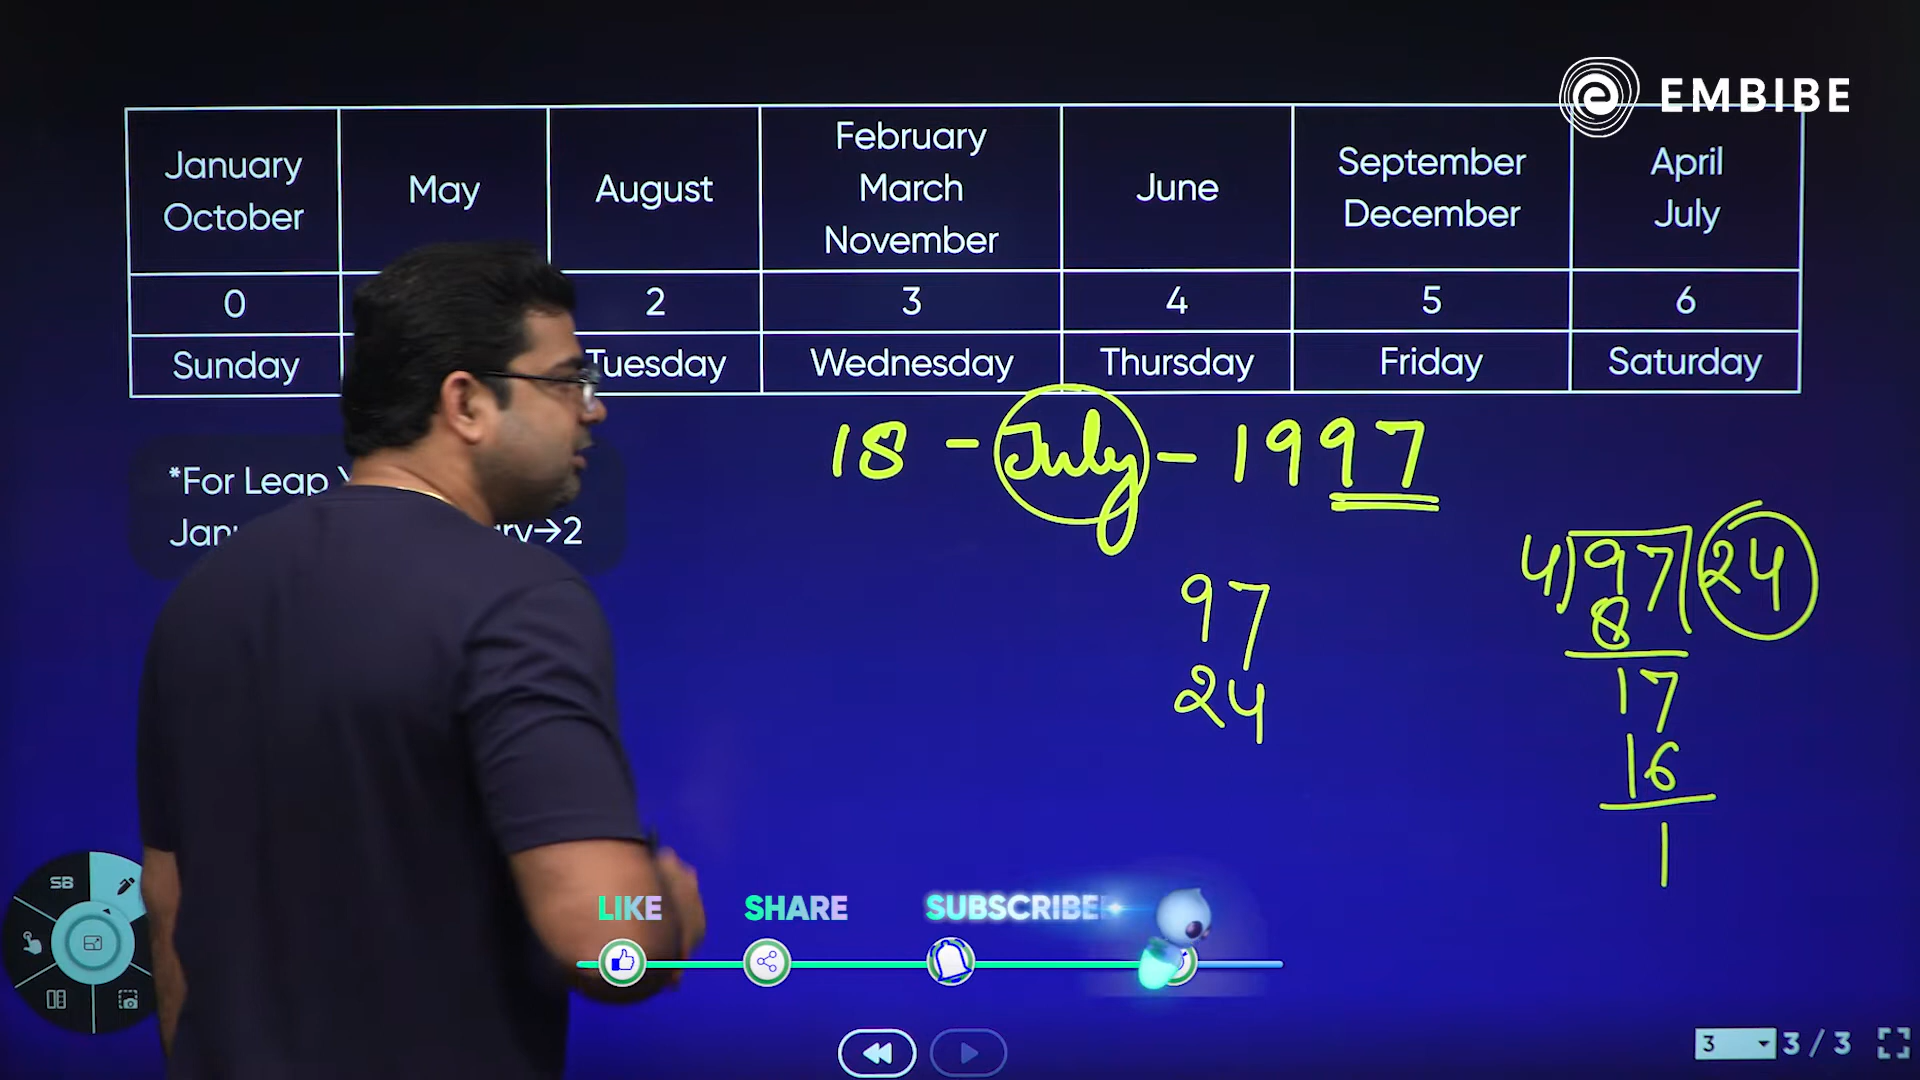 EMBIBE
January
October
May
August
February
March
November
June
September
December
April
July
0 2 3 4 5 6
Sunday Tuesday Wednesday Thursday Friday Saturday
18 - July - 1997
*For Leap
→2
4)97(24
8
17
16
1
97
24
SB
LIKE SHARE SUBSCRIBE
3 3 / 3